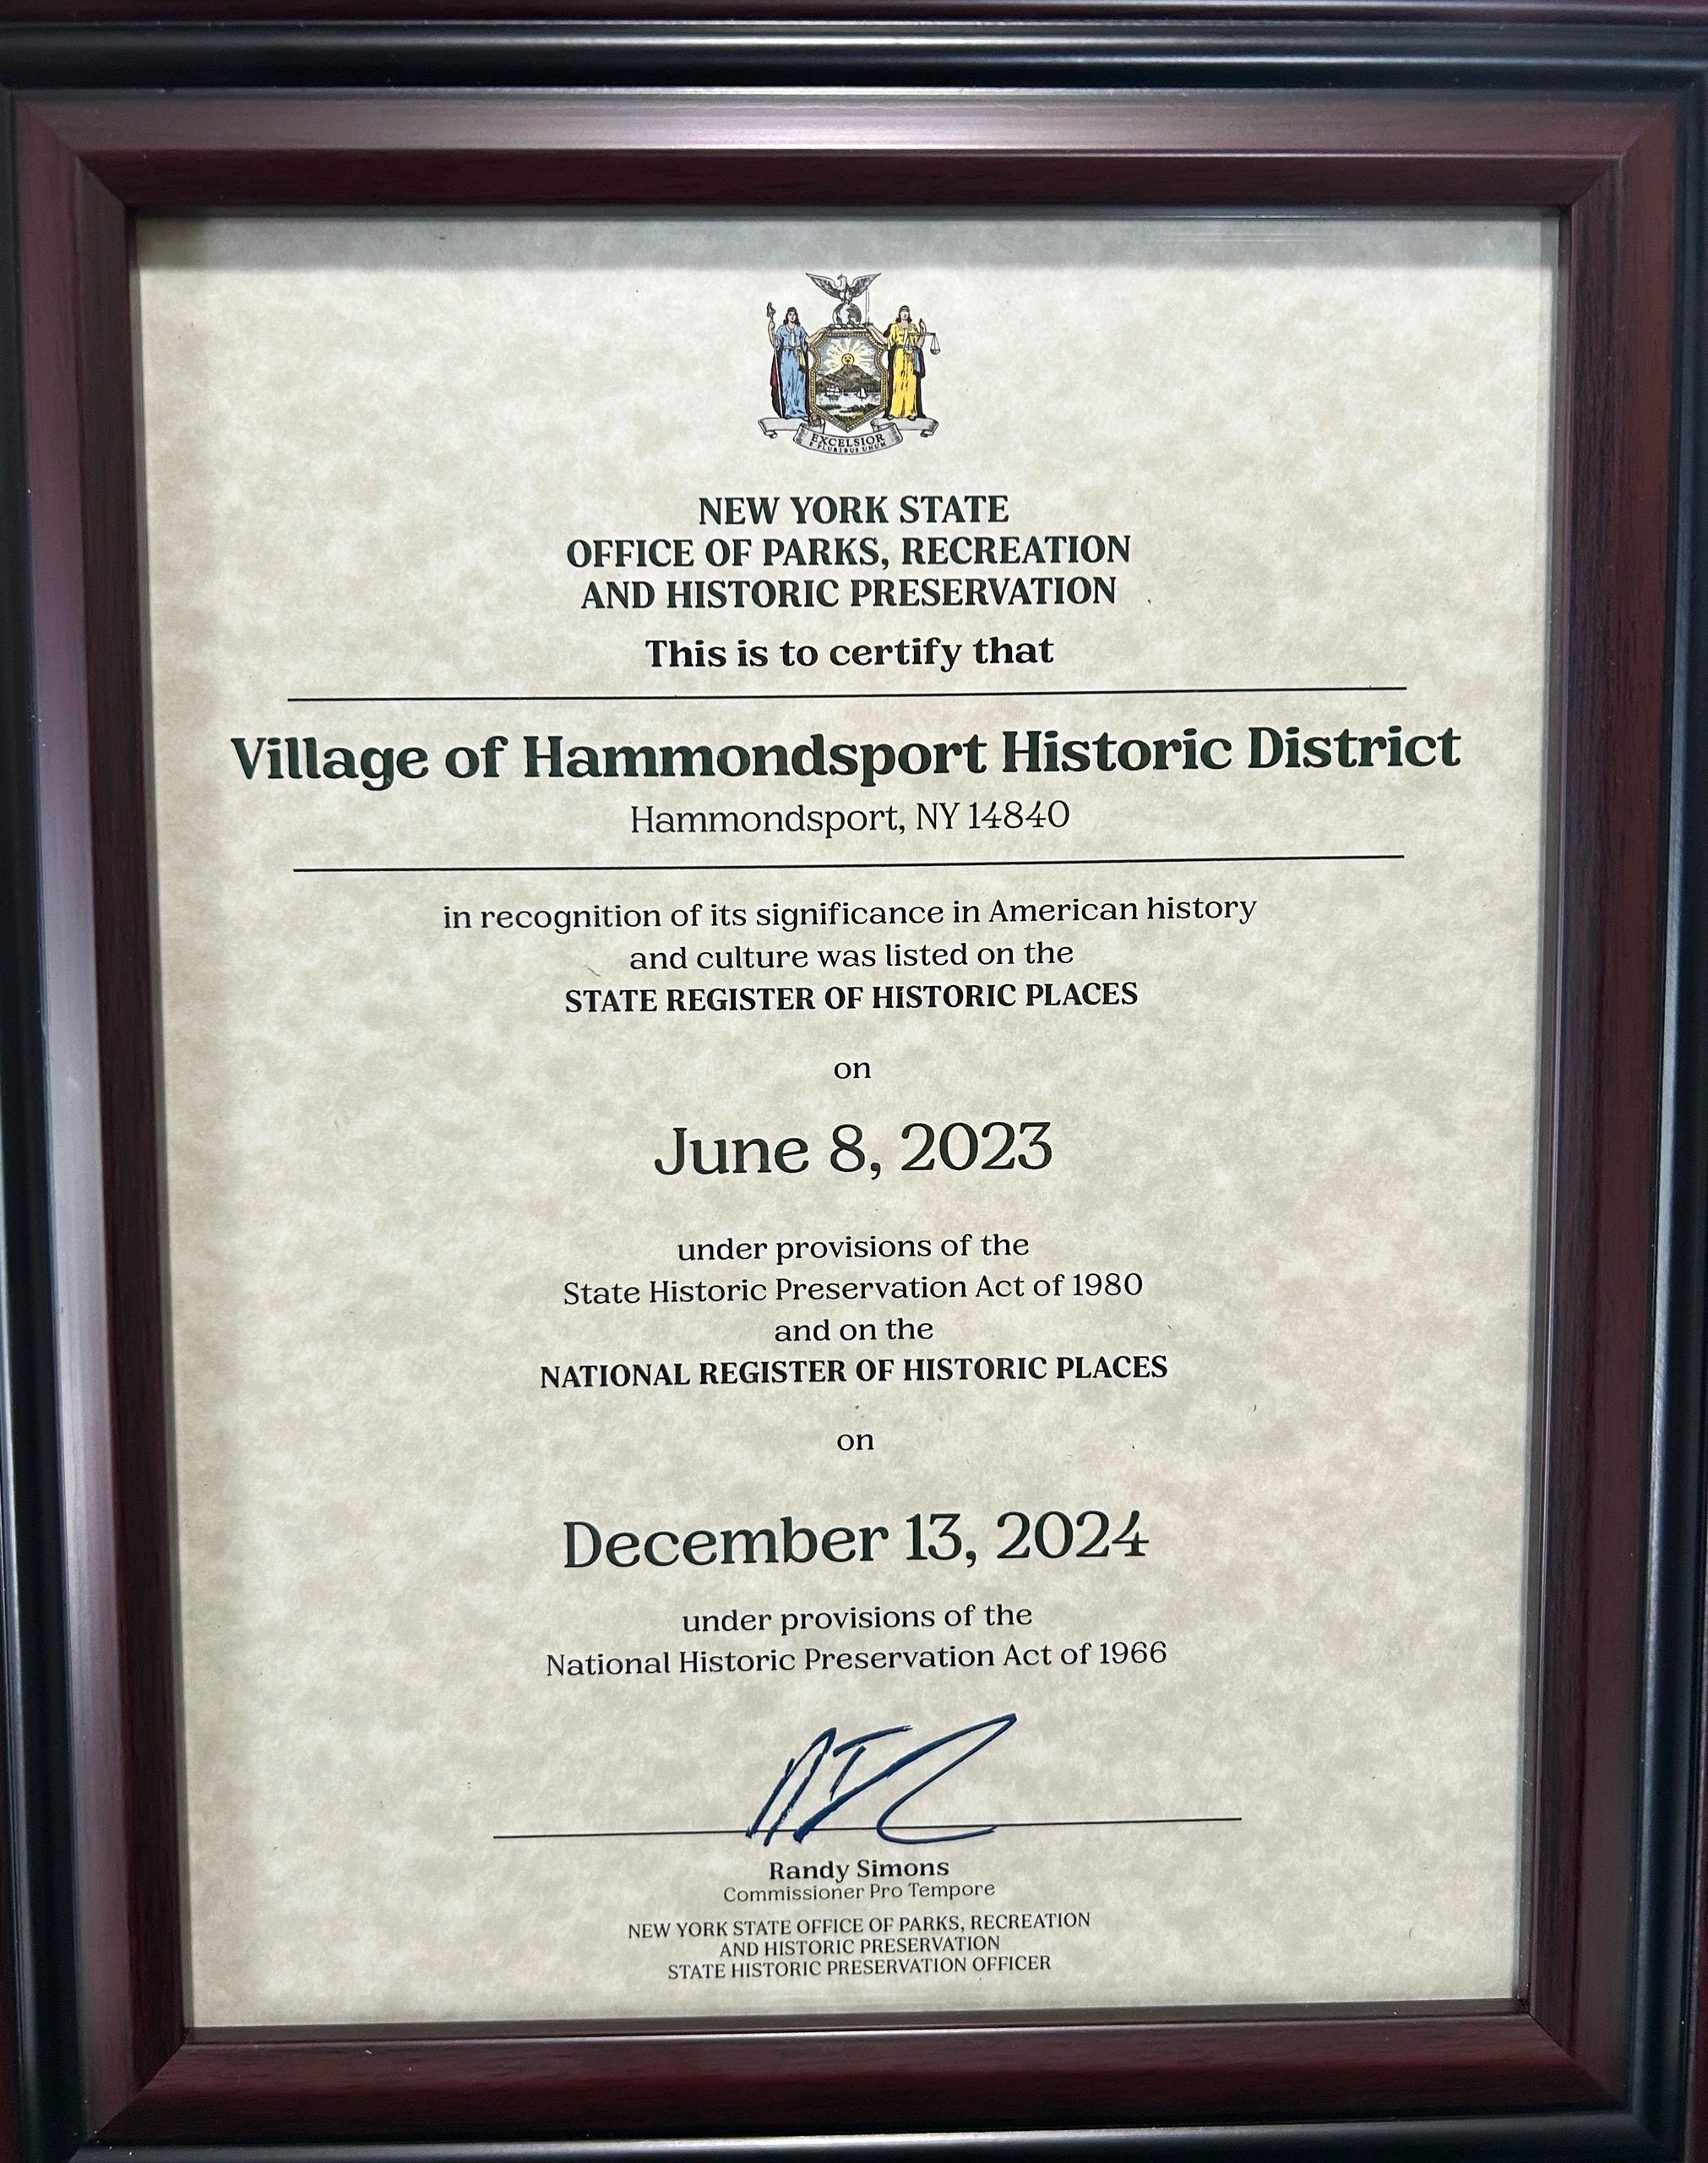 EXCELSIOR
E PLURIBUS UNUM
NEW YORK STATE
OFFICE OF PARKS, RECREATION
AND HISTORIC PRESERVATION
This is to certify that
Village of Hammondsport Historic District
Hammondsport, NY 14840
in recognition of its significance in American history
and culture was listed on the
STATE REGISTER OF HISTORIC PLACES
on
June 8, 2023
under provisions of the
State Historic Preservation Act of 1980
and on the
NATIONAL REGISTER OF HISTORIC PLACES
on
December 13, 2024
under provisions of the
National Historic Preservation Act of 1966
Randy Simons
Commissioner Pro Tempore
NEW YORK STATE OFFICE OF PARKS, RECREATION
AND HISTORIC PRESERVATION
STATE HISTORIC PRESERVATION OFFICER